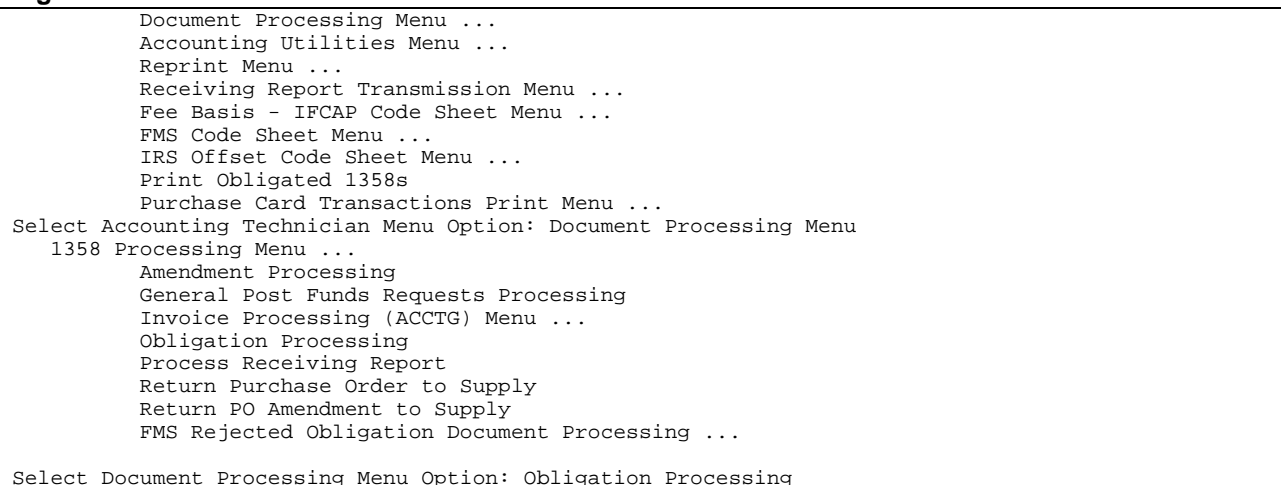 Document Processing Menu ...
Accounting Utilities Menu ...
Reprint Menu ...
Receiving Report Transmission Menu ...
Fee Basis - IFCAP Code Sheet Menu ...
FMS Code Sheet Menu ...
IRS Offset Code Sheet Menu ...
Print Obligated 1358s
Purchase Card Transactions Print Menu ...
Select Accounting Technician Menu Option: Document Processing Menu
1358 Processing Menu ...
Amendment Processing
General Post Funds Requests Processing
Invoice Processing (ACCTG) Menu ...
Obligation Processing
Process Receiving Report
Return Purchase Order to Supply
Return PO Amendment to Supply
FMS Rejected Obligation Document Processing ...
Select Document Processing Menu Option: Obligation Processing